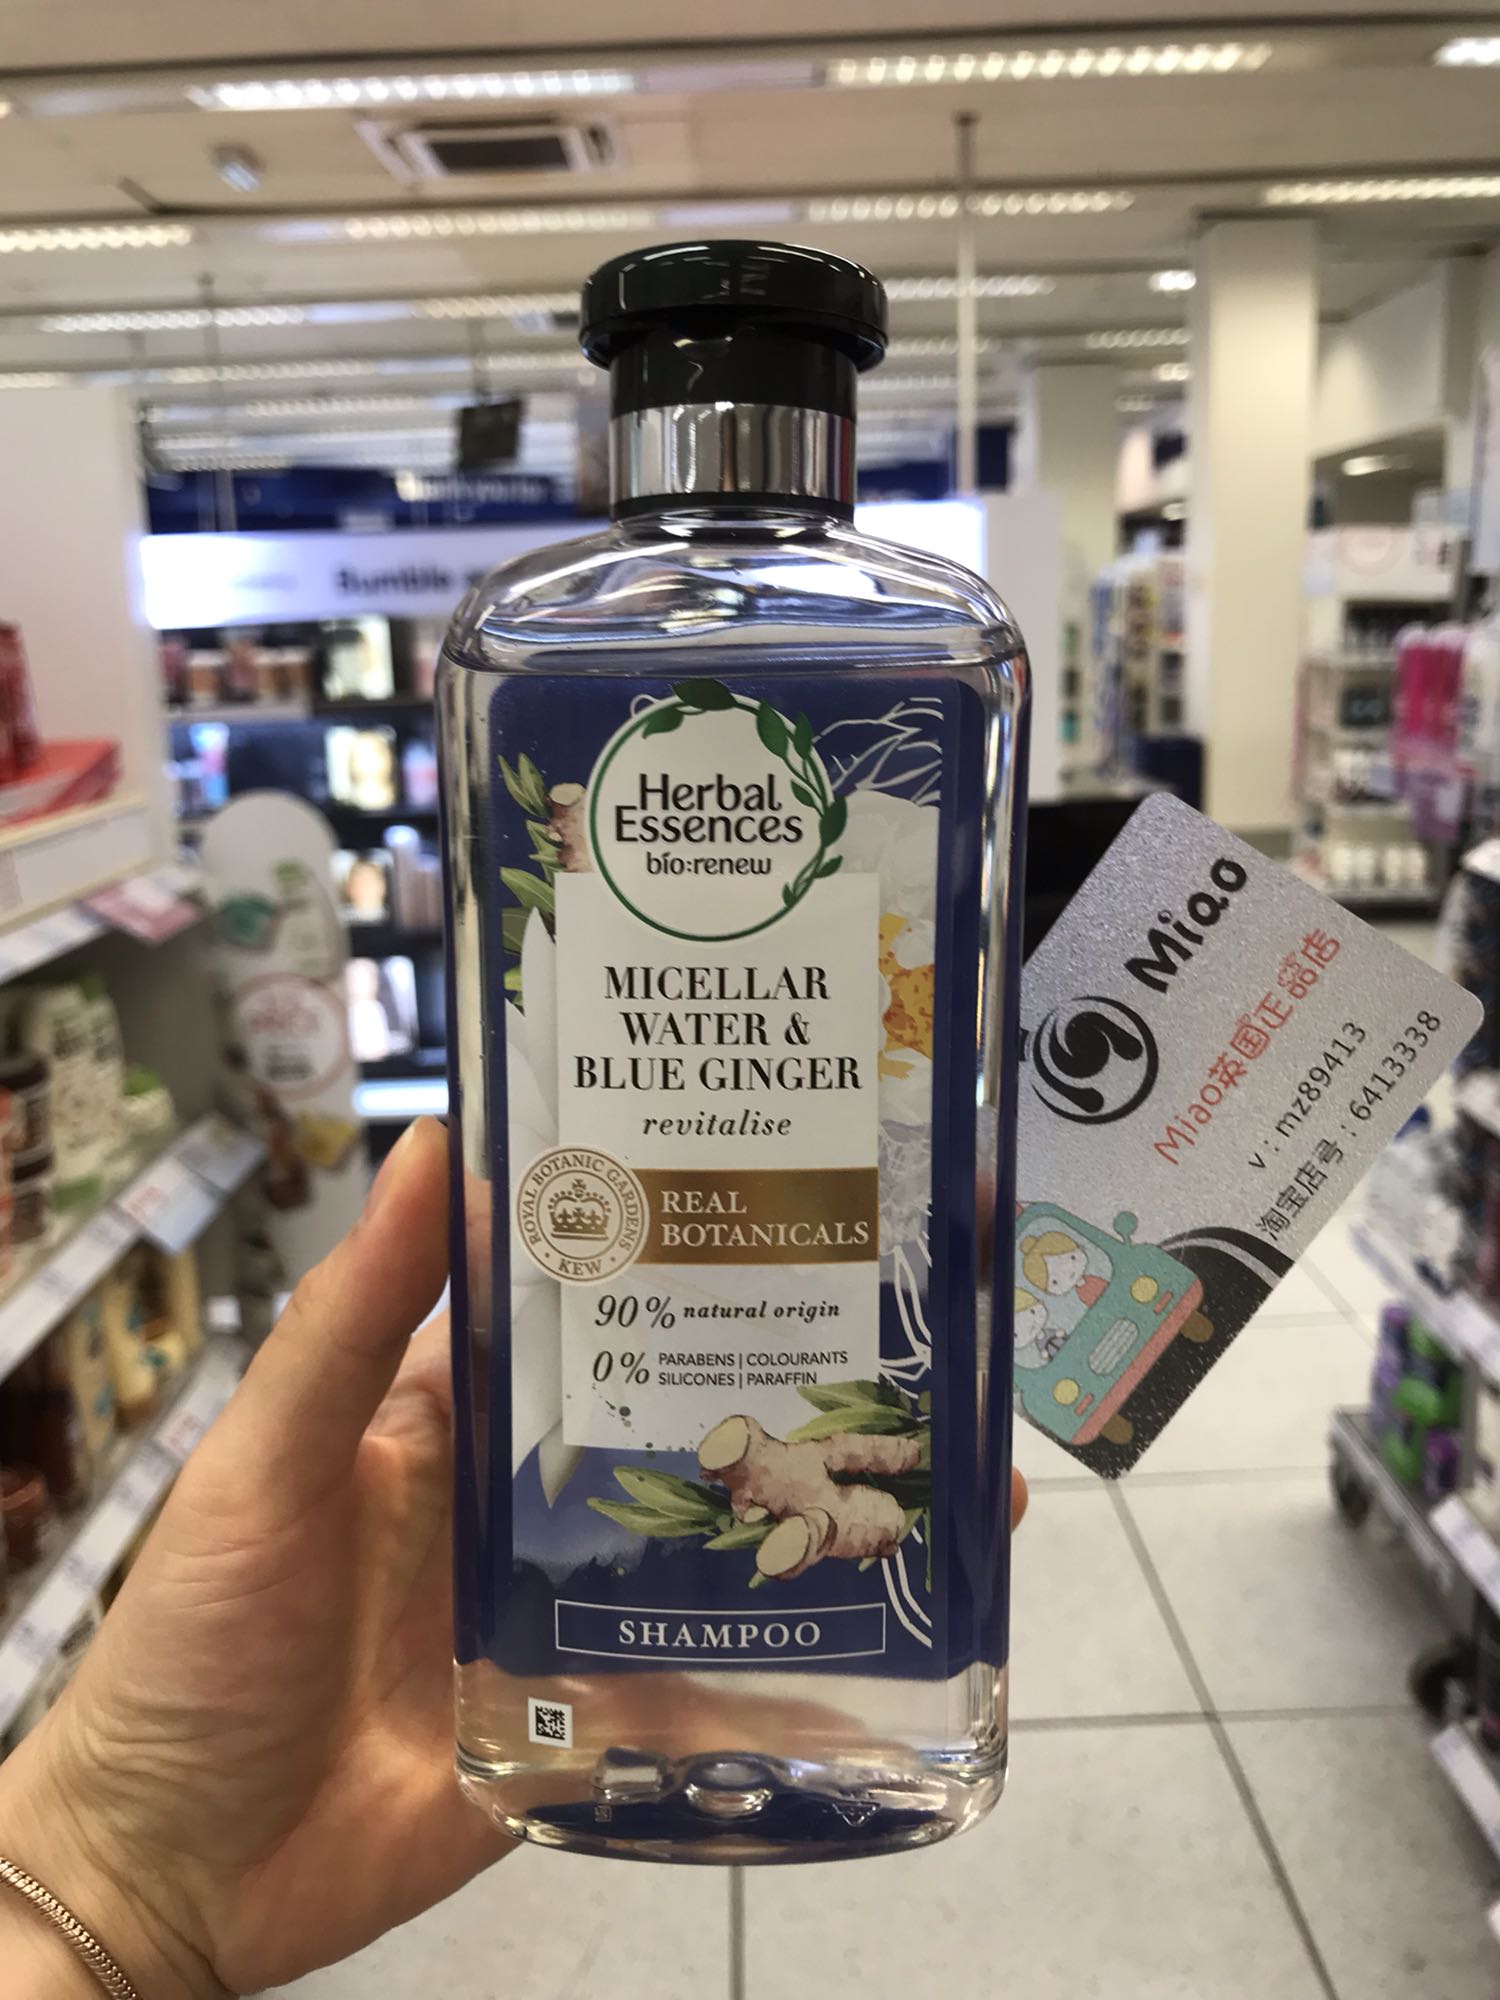 Bumble
Herbal
Essences
bío:renew
MICELLAR
WATER &
BLUE GINGER
revitalise
ROYAL BOTANIC GARDENS
• KEW •
REAL
BOTANICALS
90% natural origin
0% PARABENS | COLOURANTS
SILICONES | PARAFFIN
SHAMPOO
Miao
Miao英国正品店
v: mz89413
淘宝店号: 6413338